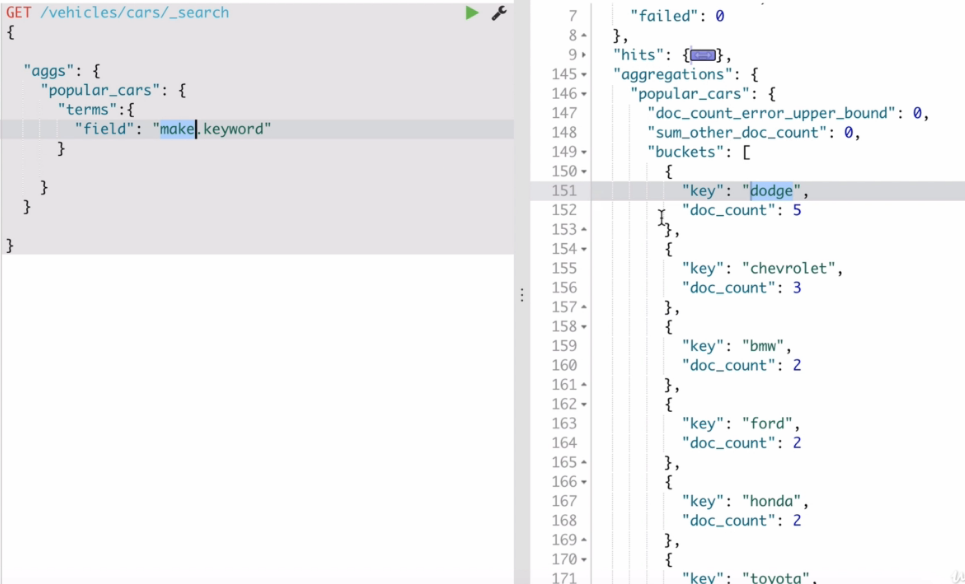 GET /vehicles/cars/_search
{
"aggs": {
"popular_cars": {
"terms":{
"field": "make.keyword"
}
}
}
}
7 "failed": 0
8 },
9 "hits": {},
145 "aggregations": {
146 "popular_cars": {
147 "doc_count_error_upper_bound": 0,
148 "sum_other_doc_count": 0,
149 "buckets": [
150 {
151 "key": "dodge",
152 "doc_count": 5
153 },
154 {
155 "key": "chevrolet",
156 "doc_count": 3
157 },
158 {
159 "key": "bmw",
160 "doc_count": 2
161 },
162 {
163 "key": "ford",
164 "doc_count": 2
165 },
166 {
167 "key": "honda",
168 "doc_count": 2
169 },
170 {
171 "key": "toyota",